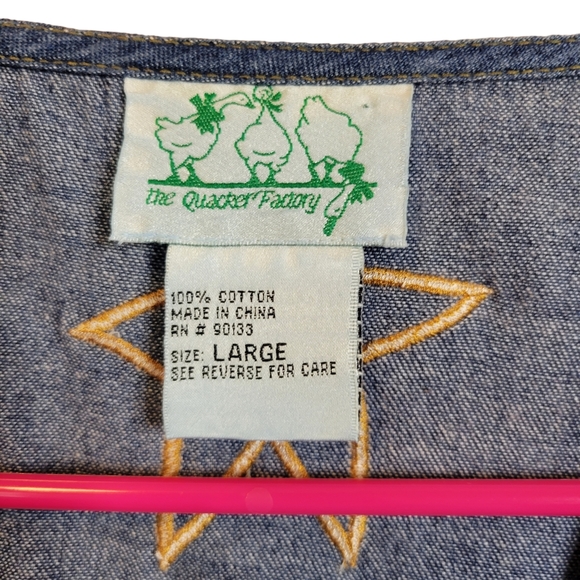 the Quacker Factory
100% COTTON
MADE IN CHINA
RN # 90133
SIZE: LARGE
SEE REVERSE FOR CARE